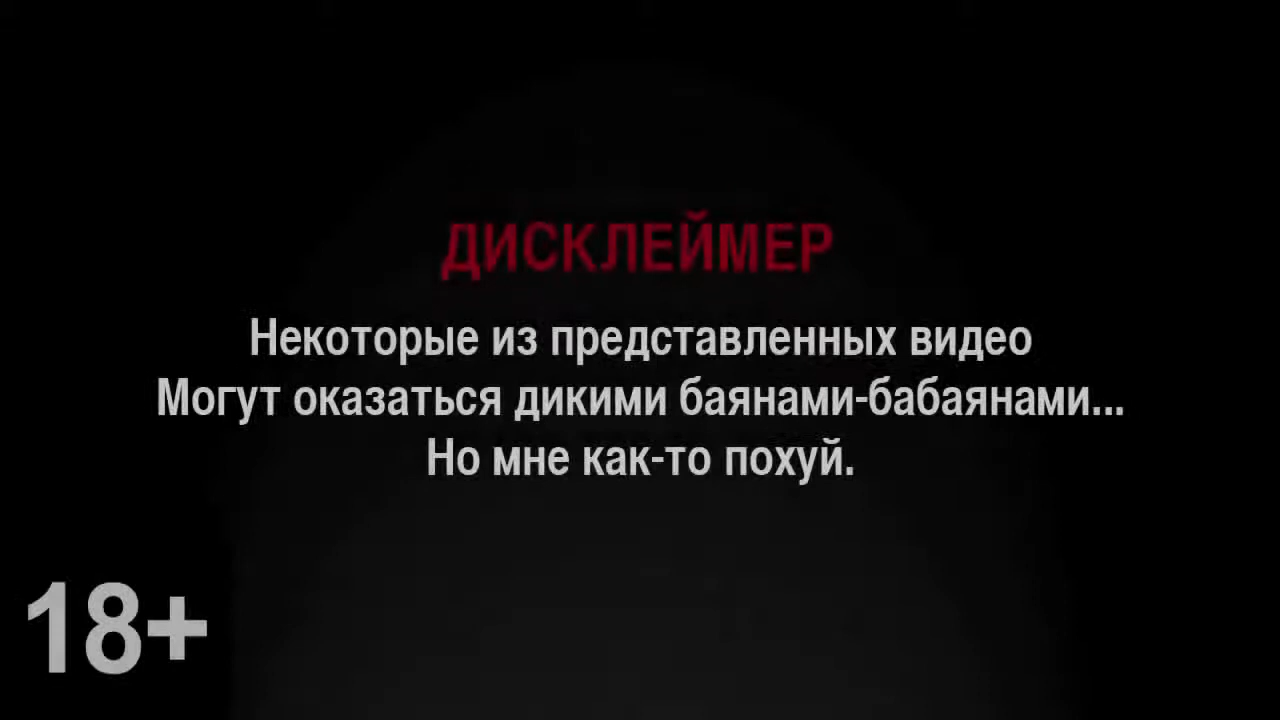 ДИСКЛЕЙМЕР
Некоторые из представленных видео
Могут оказаться дикими баянами-бабаянами...
Но мне как-то похуй.
18+